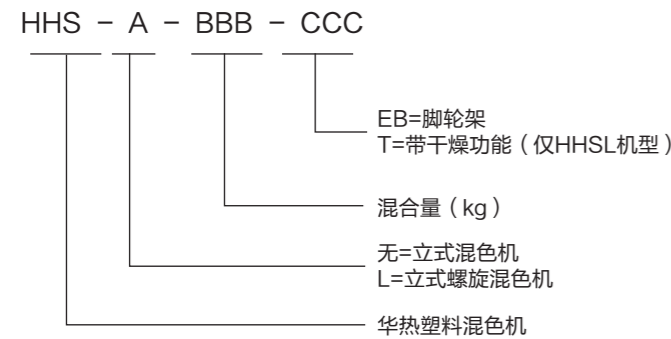 HHS – A – BBB – CCC
EB=脚轮架
T=带干燥功能（仅HHSL机型）
混合量（kg）
无=立式混色机
L=立式螺旋混色机
华热塑料混色机